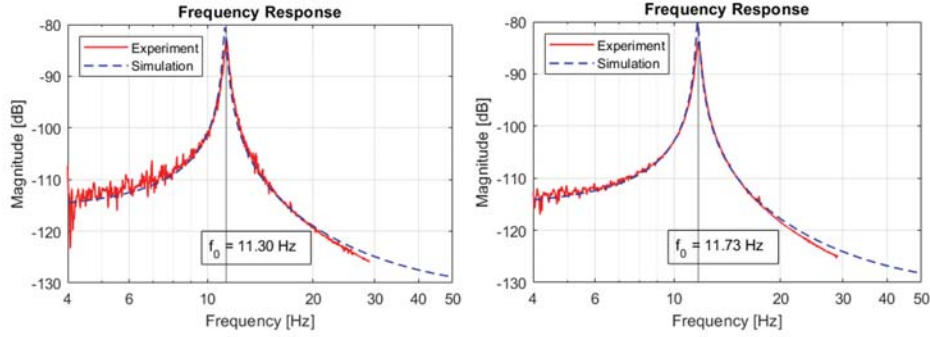 Frequency Response
-80
-90
-100
-110
-120
-130
Magnitude [dB]
Experiment
Simulation
f0 = 11.30 Hz
4 6 10 20 30 50
Frequency [Hz]
Frequency Response
-80
-90
-100
-110
-120
-130
Magnitude [dB]
Experiment
Simulation
f0 = 11.73 Hz
4 6 10 20 30 50
Frequency [Hz]